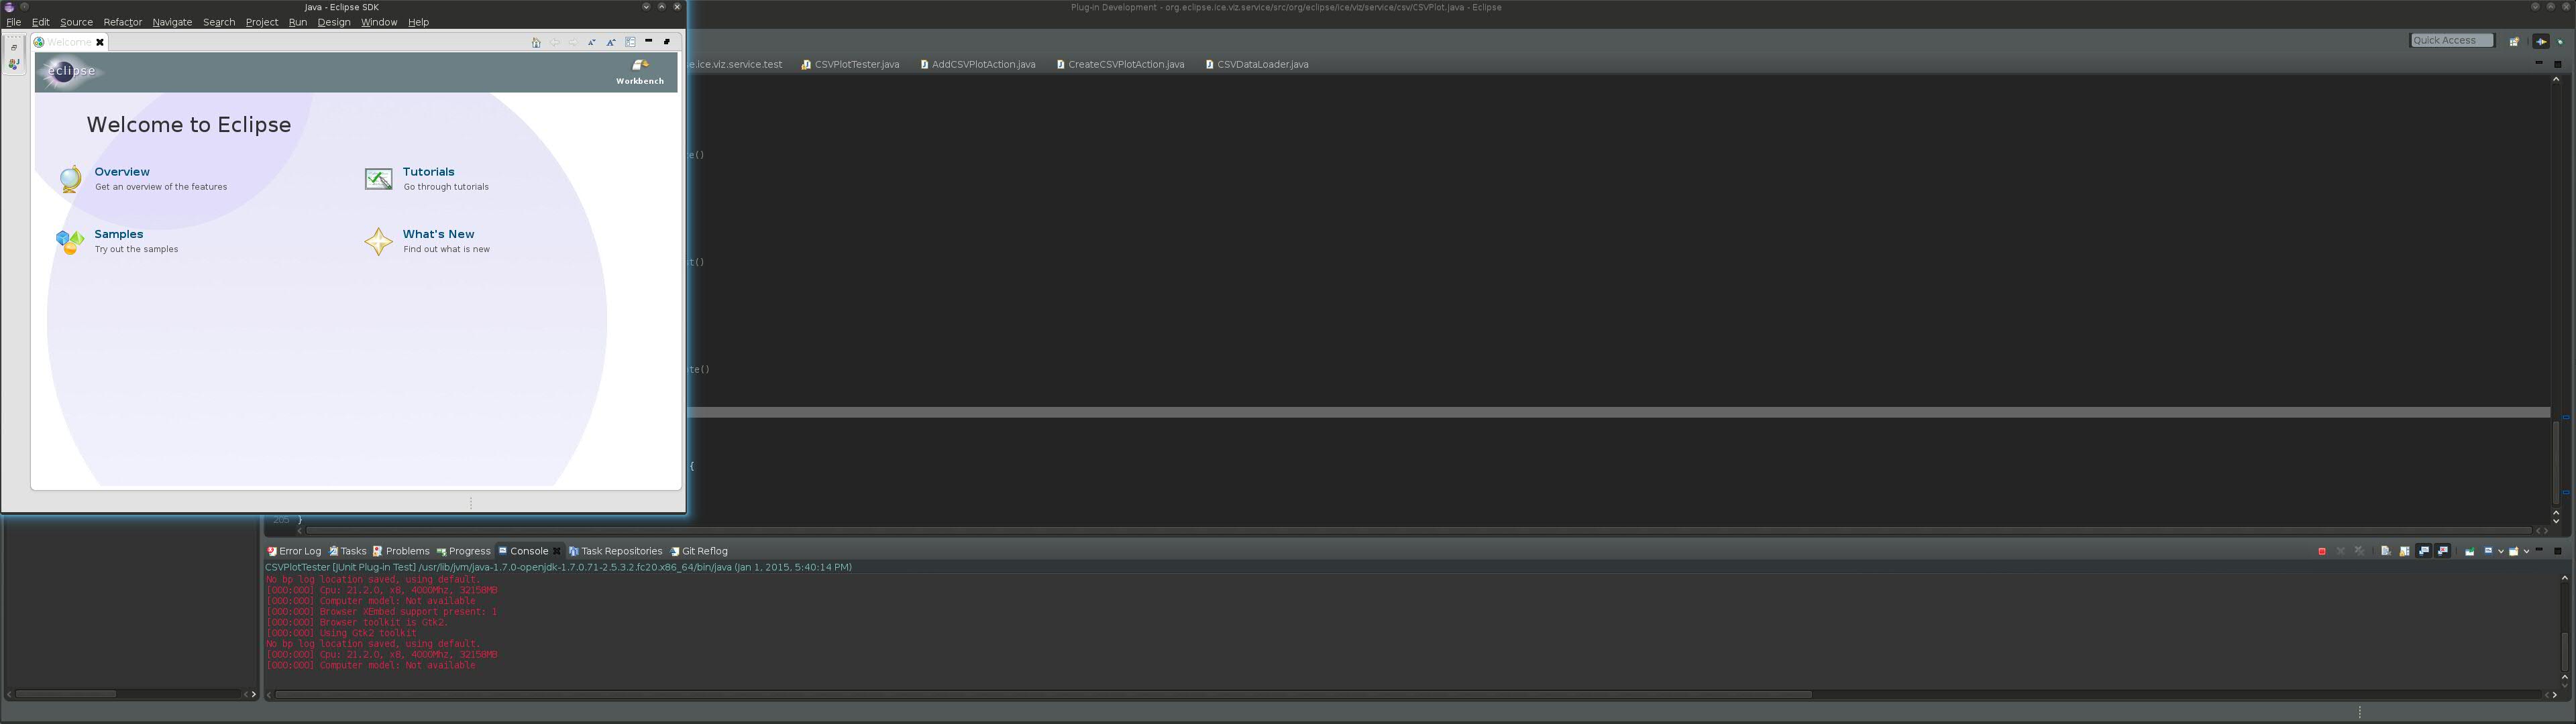 Java - Eclipse SDK
Plug-in Development - org.eclipse.ice.viz.service/src/org/eclipse/ice/viz/service/csv/CSVPlot.java - Eclipse
File Edit Source Refactor Navigate Search Project Run Design Window Help
Welcome
Quick Access
eclipse
Workbench
e.ice.viz.service.test CSVPlotTester.java AddCSVPlotAction.java CreateCSVPlotAction.java CSVDataLoader.java
Welcome to Eclipse
te()
Overview Tutorials
Get an overview of the features Go through tutorials
Samples What's New
Try out the samples Find out what is new
t()
te()
{
205 }
Error Log Tasks Problems Progress Console Task Repositories Git Reflog
CSVPlotTester [JUnit Plug-in Test] /usr/lib/jvm/java-1.7.0-openjdk-1.7.0.71-2.5.3.2.fc20.x86_64/bin/java (Jan 1, 2015, 5:40:14 PM)
No bp log location saved, using default.
[000:000] Cpu: 21.2.0, x8, 4000Mhz, 32158MB
[000:000] Computer model: Not available
[000:000] Browser XEmbed support present: 1
[000:000] Browser toolkit is Gtk2.
[000:000] Using Gtk2 toolkit
No bp log location saved, using default.
[000:000] Cpu: 21.2.0, x8, 4000Mhz, 32158MB
[000:000] Computer model: Not available